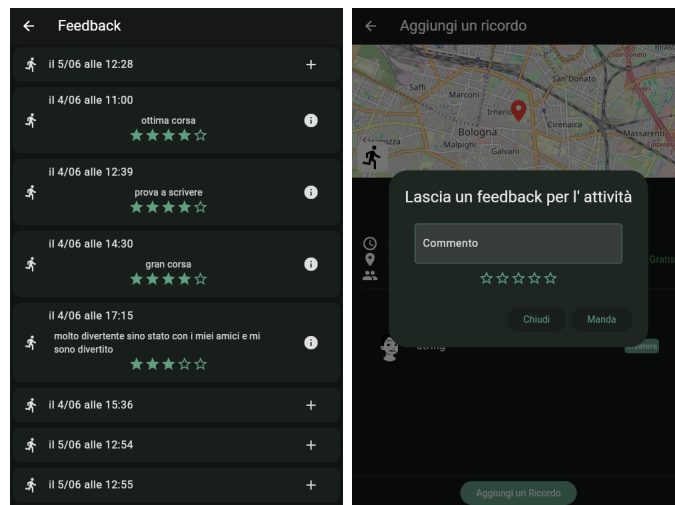 Feedback
il 5/06 alle 12:28
il 4/06 alle 11:00
ottima corsa
il 4/06 alle 12:39
prova a scrivere
il 4/06 alle 14:30
gran corsa
il 4/06 alle 17:15
molto divertente sino stato con i miei amici e mi
sono divertito
il 4/06 alle 15:36
il 5/06 alle 12:54
il 5/06 alle 12:55
Aggiungi un ricordo
San Donato
Saffi
Marconi
Irnerio
Bologna
Cirenaica
Massarenti
Malpighi
Galvani
Lascia un feedback per l' attività
Commento
Gratis
Chiudi
Manda
Aggiungi un Ricordo